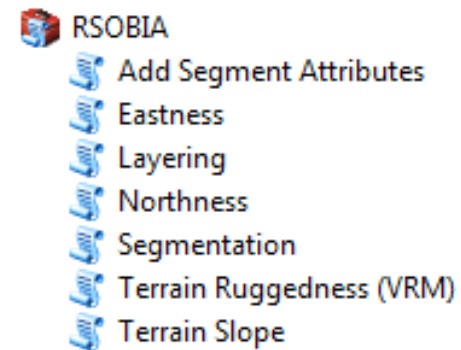 RSOBIA
Add Segment Attributes
Eastness
Layering
Northness
Segmentation
Terrain Ruggedness (VRM)
Terrain Slope